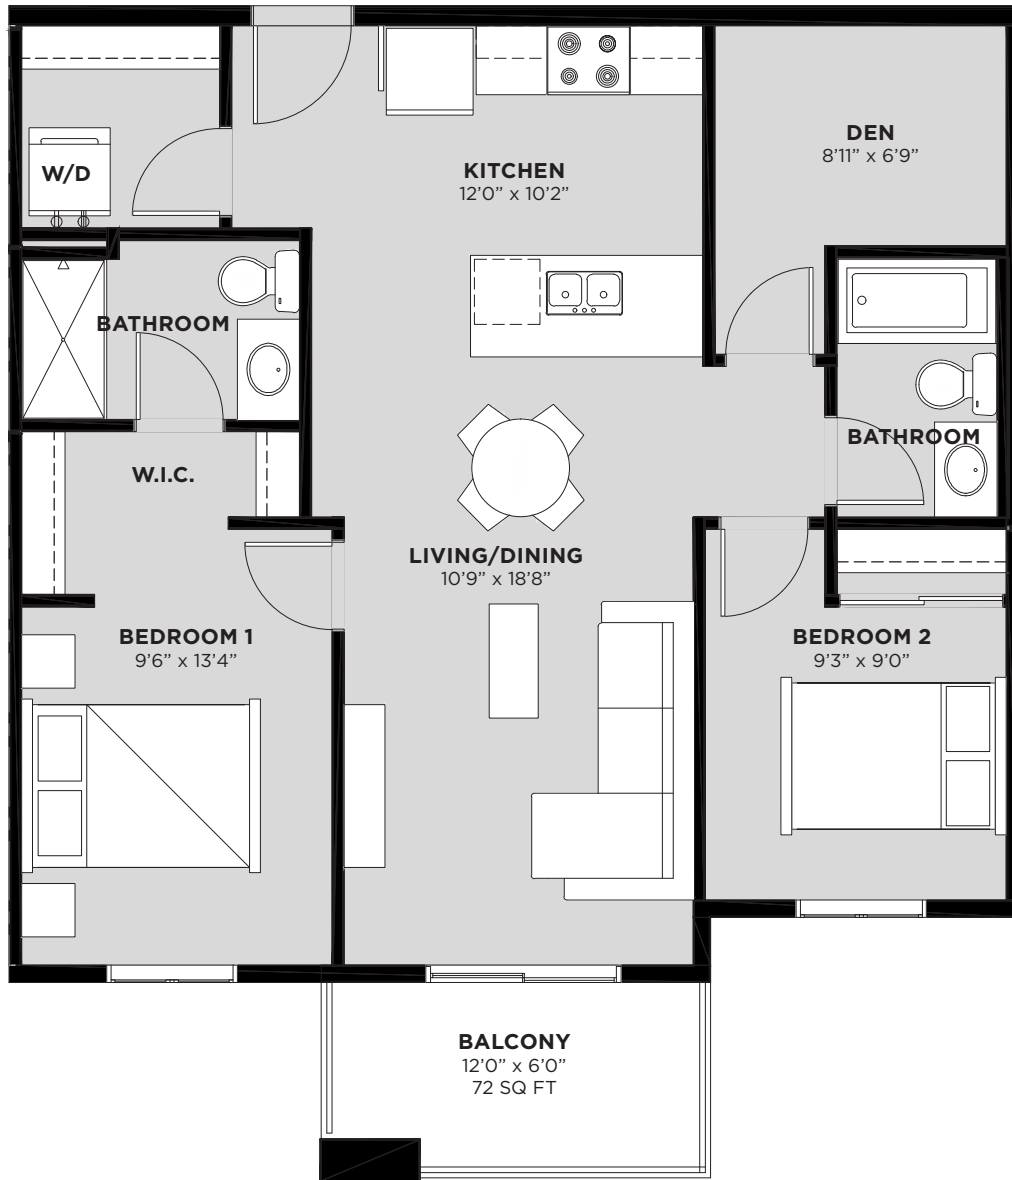 DEN
8’11” x 6’9”
KITCHEN
12’0” x 10’2”
W/D
BATHROOM
BATHROOM
W.I.C.
LIVING/DINING
10’9” x 18’8”
BEDROOM 1
9’6” x 13’4”
BEDROOM 2
9’3” x 9’0”
BALCONY
12’0” x 6’0”
72 SQ FT